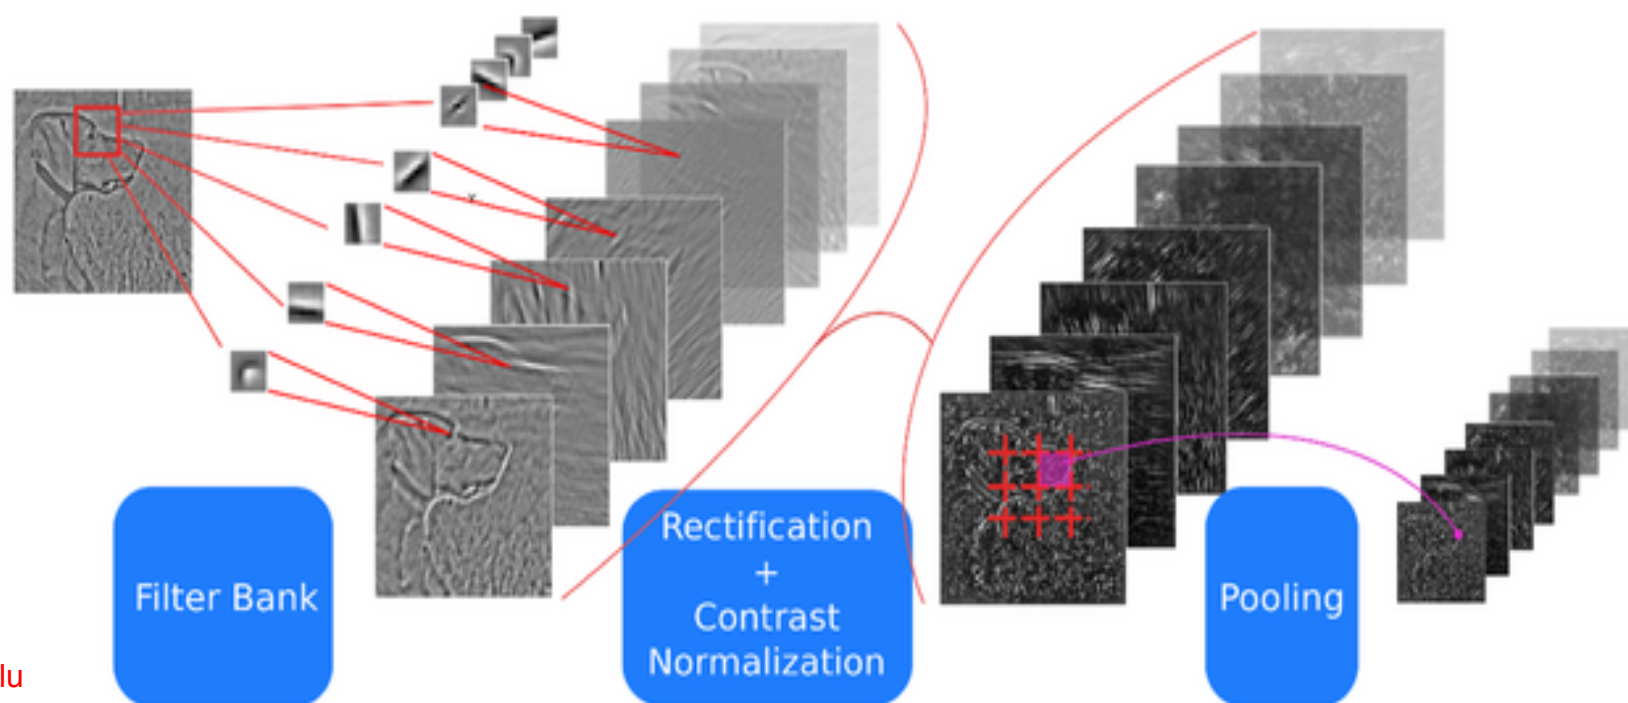 Filter Bank
Rectification
+
Contrast
Normalization
Pooling
lu